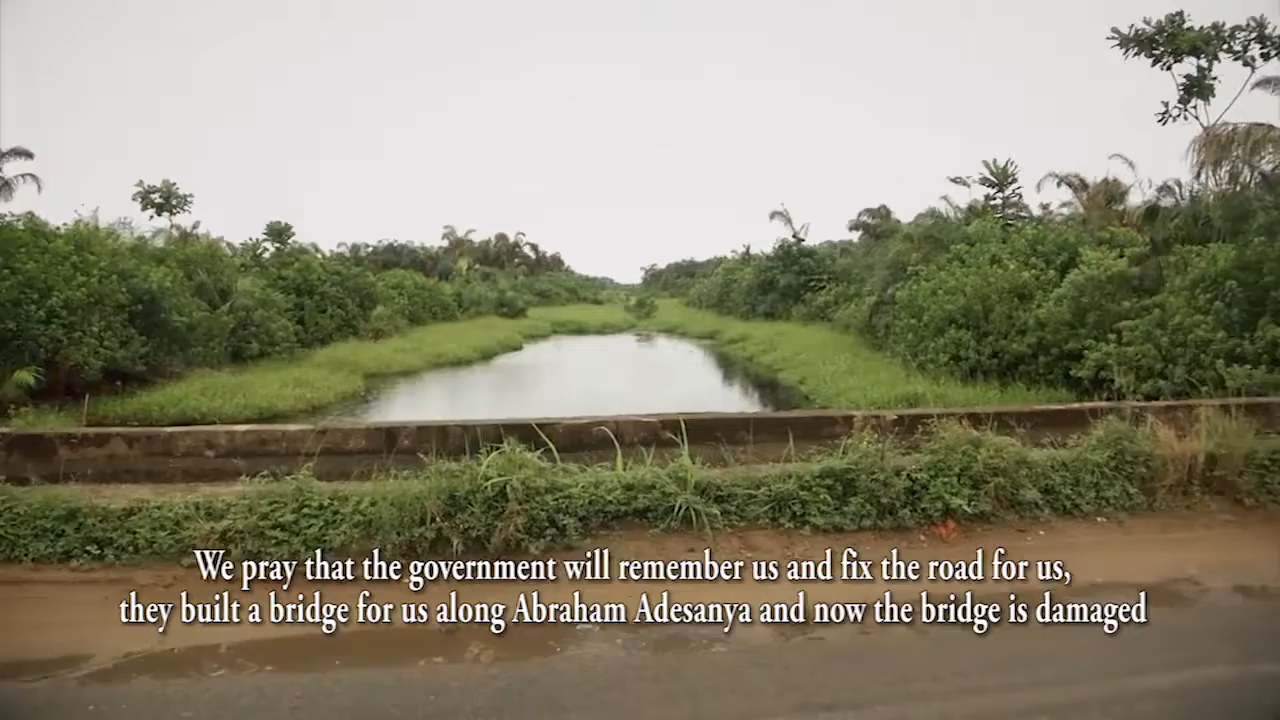 We pray that the government will remember us and fix the road for us,
they built a bridge for us along Abraham Adesanya and now the bridge is damaged